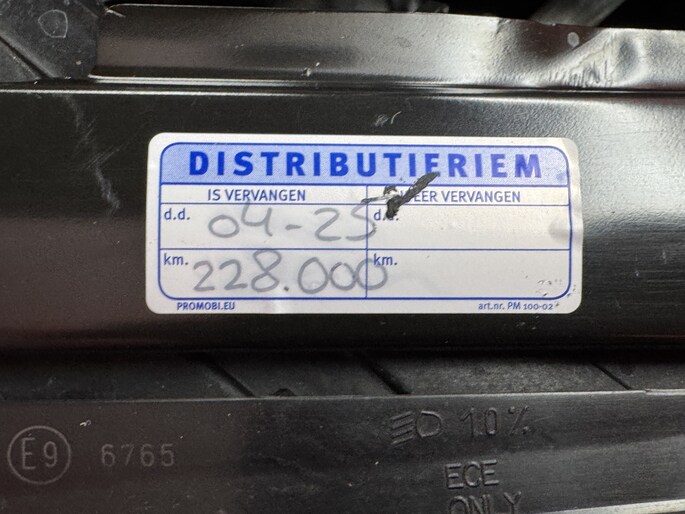 DISTRIBUTIERIEM
IS VERVANGEN
WEER VERVANGEN
d.d. 04-25
d.d.
km. 228.000
km.
PROMOBI.EU
art.nr. PM 100-02
E9 6765
10%
ECE
ONLY